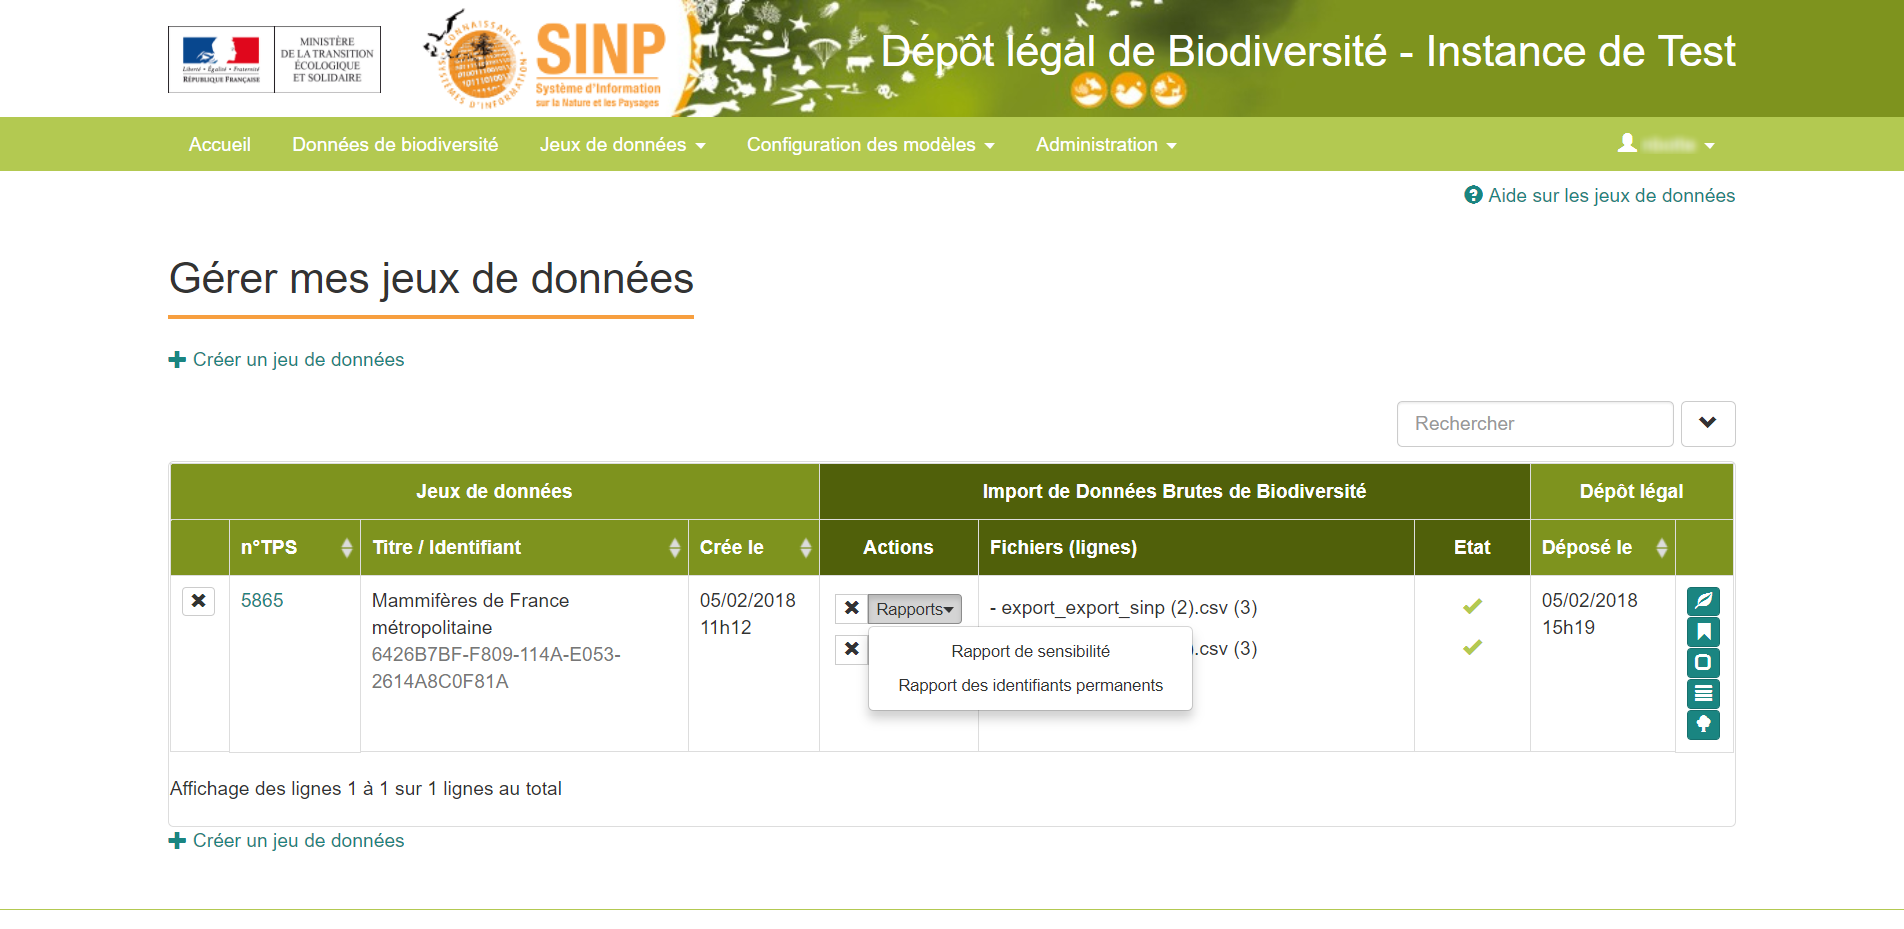 MINISTÈRE
DE LA TRANSITION
ÉCOLOGIQUE
ET SOLIDAIRE
Liberté • Égalité • Fraternité
RÉPUBLIQUE FRANÇAISE
CONNAISSANCE
SYSTÈMES D'INFORMATION
SINP
Système d'Information
sur la Nature et les Paysages
Dépôt légal de Biodiversité - Instance de Test
Accueil Données de biodiversité Jeux de données Configuration des modèles Administration
Aide sur les jeux de données
Gérer mes jeux de données
Créer un jeu de données
Rechercher
Jeux de données Import de Données Brutes de Biodiversité Dépôt légal
n°TPS Titre / Identifiant Crée le Actions Fichiers (lignes) Etat Déposé le
5865 Mammifères de France métropolitaine 05/02/2018 11h12
6426B7BF-F809-114A-E053-
2614A8C0F81A
Rapports - export_export_sinp (2).csv (3) 05/02/2018 15h19
.csv (3)
Rapport de sensibilité
Rapport des identifiants permanents
Affichage des lignes 1 à 1 sur 1 lignes au total
Créer un jeu de données